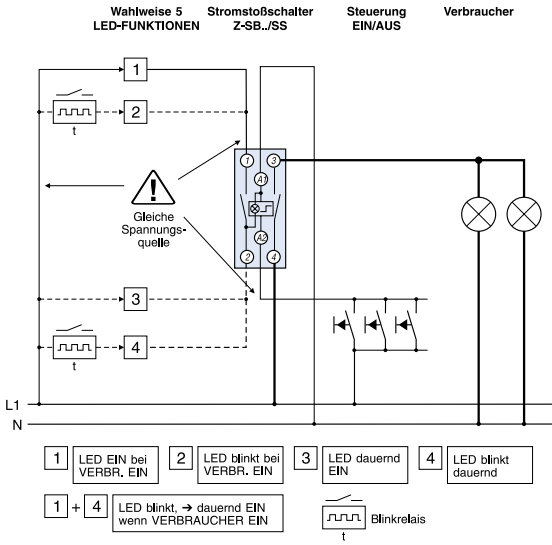 Wahlweise 5
LED-FUNKTIONEN
Stromstoßschalter
Z-SB../SS
Steuerung
EIN/AUS
Verbraucher
1
t
2
1
3
A1
Gleiche
Spannungs-
quelle
A2
2
4
3
t
4
L1
N
1
LED EIN bei
VERBR. EIN
2
LED blinkt bei
VERBR. EIN
3
LED dauernd
EIN
4
LED blinkt
dauernd
1 + 4
LED blinkt, → dauernd EIN
wenn VERBRAUCHER EIN
Blinkrelais
t